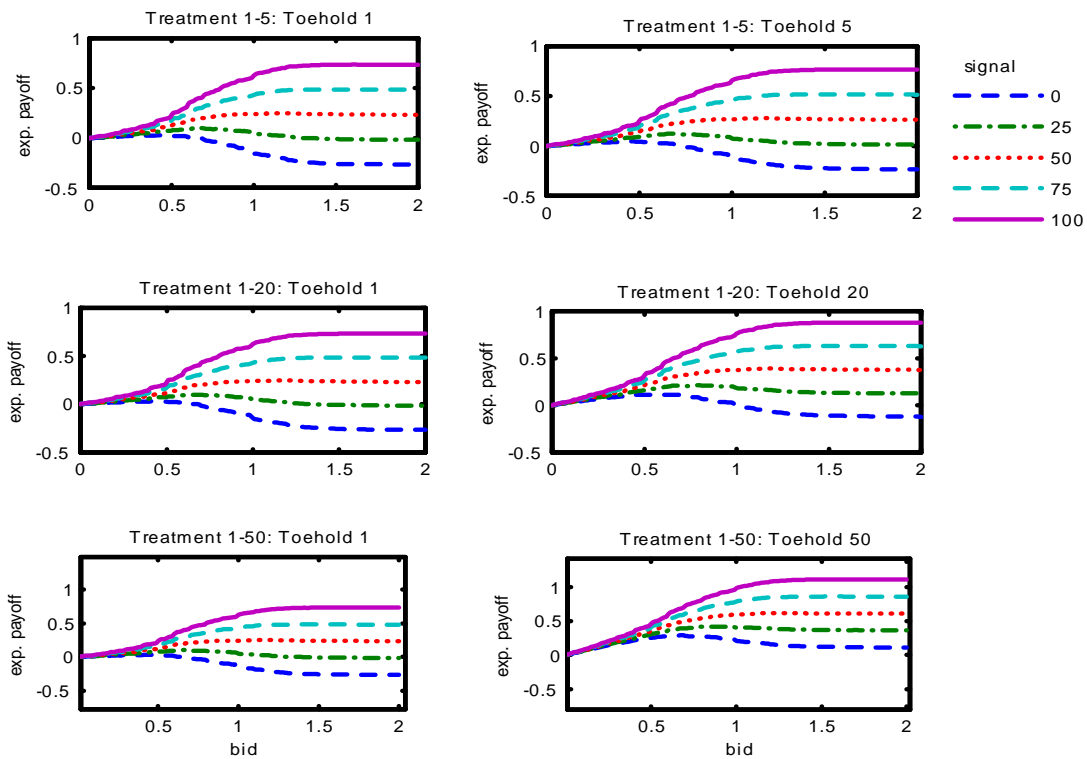 Treatment 1-5: Toehold 1
1
0.5
0
-0.5
exp. payoff
0 0.5 1 1.5 2
Treatment 1-5: Toehold 5
1
0.5
0
-0.5
exp. payoff
0 0.5 1 1.5 2
signal
0
25
50
75
100
Treatment 1-20: Toehold 1
1
0.5
0
-0.5
exp. payoff
0 0.5 1 1.5 2
Treatment 1-20: Toehold 20
1
0.5
0
-0.5
exp. payoff
0 0.5 1 1.5 2
Treatment 1-50: Toehold 1
1
0.5
0
-0.5
exp. payoff
0.5 1 1.5 2
bid
Treatment 1-50: Toehold 50
1
0.5
0
-0.5
exp. payoff
0.5 1 1.5 2
bid